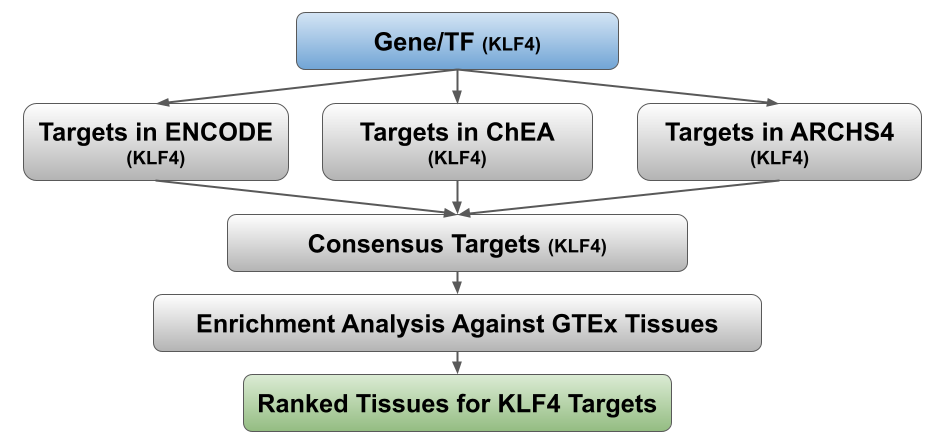 Gene/TF (KLF4)
Targets in ENCODE
(KLF4)
Targets in ChEA
(KLF4)
Targets in ARCHS4
(KLF4)
Consensus Targets (KLF4)
Enrichment Analysis Against GTEx Tissues
Ranked Tissues for KLF4 Targets